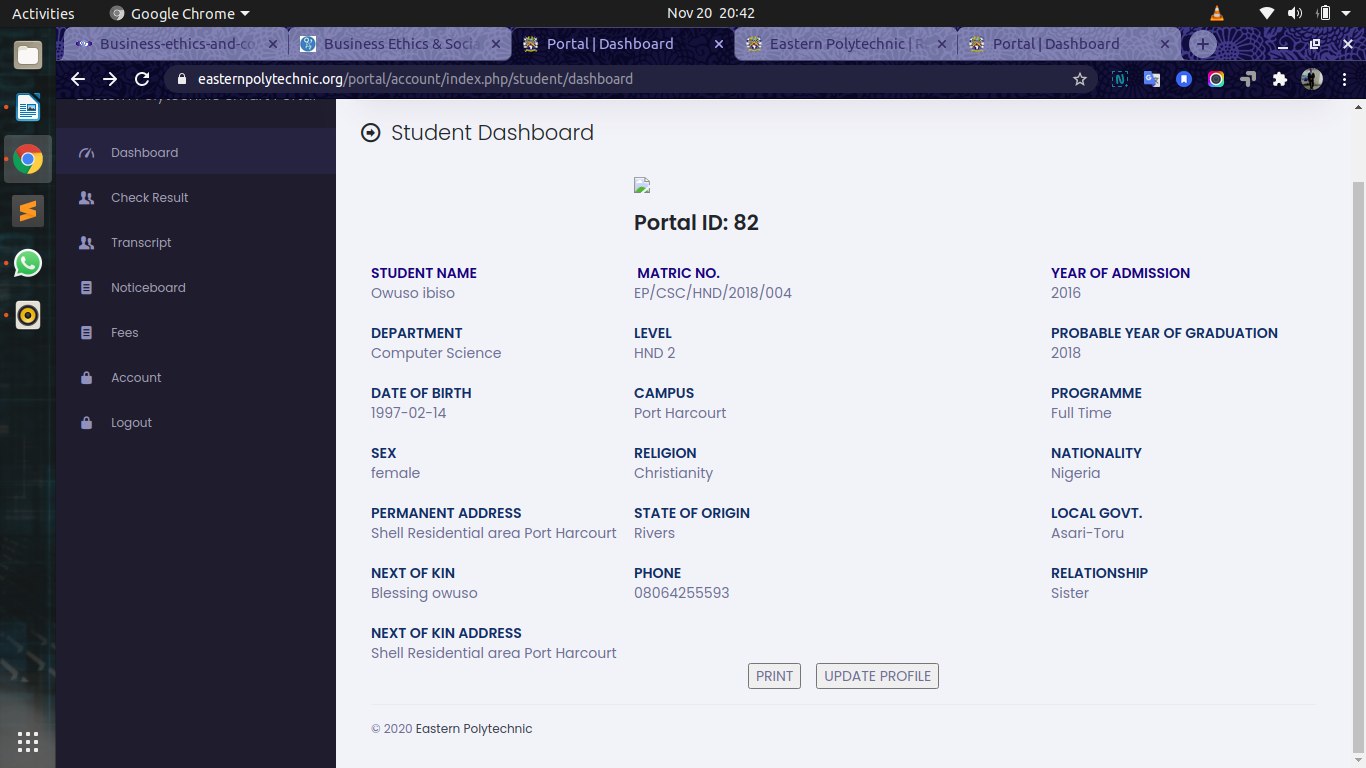 Activities
Google Chrome
Nov 20 20:42
Business-ethics-and-co
Business Ethics & Socia
Portal | Dashboard
Eastern Polytechnic | R
Portal | Dashboard
easternpolytechnic.org/portal/account/index.php/student/dashboard
Eastern Polytechnic Smart Portal
Dashboard
Check Result
Transcript
Noticeboard
Fees
Account
Logout
Student Dashboard
Portal ID: 82
STUDENT NAME MATRIC NO. YEAR OF ADMISSION
Owuso ibiso EP/CSC/HND/2018/004 2016
DEPARTMENT LEVEL PROBABLE YEAR OF GRADUATION
Computer Science HND 2 2018
DATE OF BIRTH CAMPUS PROGRAMME
1997-02-14 Port Harcourt Full Time
SEX RELIGION NATIONALITY
female Christianity Nigeria
PERMANENT ADDRESS STATE OF ORIGIN LOCAL GOVT.
Shell Residential area Port Harcourt Rivers Asari-Toru
NEXT OF KIN PHONE RELATIONSHIP
Blessing owuso 08064255593 Sister
NEXT OF KIN ADDRESS
Shell Residential area Port Harcourt
PRINT UPDATE PROFILE
© 2020 Eastern Polytechnic